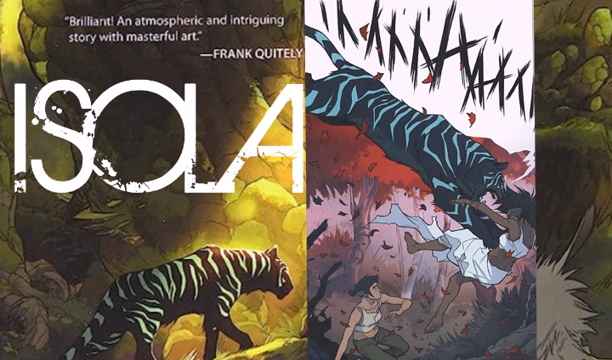 "Brilliant! An atmospheric and intriguing
story with masterful art."
—FRANK QUITELY
ISOLA